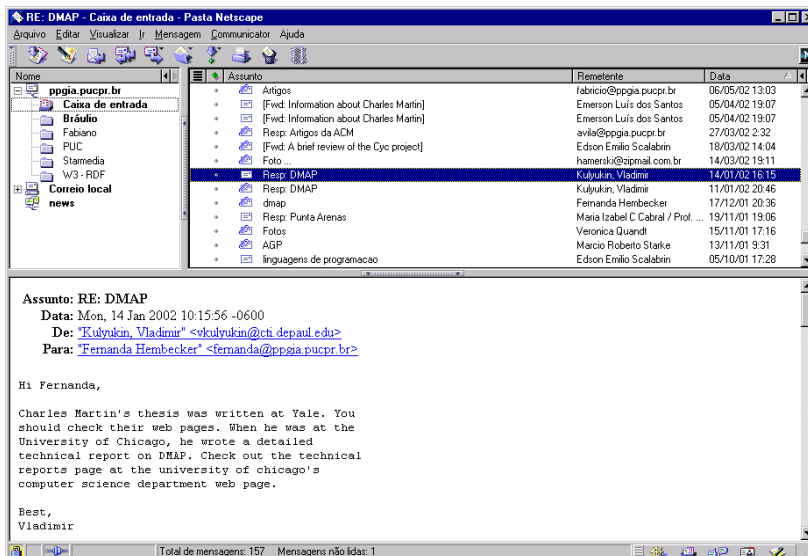 RE: DMAP - Caixa de entrada - Pasta Netscape
Arquivo Editar Visualizar Ir Mensagem Communicator Ajuda
Nome
ppgia.pucpr.br
Caixa de entrada
Bráulio
Fabiano
PUC
Starmedia
W3 - RDF
Correio local
news
Assunto Remetente Data
Artigos fabricio@ppgia.pucpr.br 06/05/02 13:03
[Fwd: Information about Charles Martin] Emerson Luís dos Santos 05/04/02 19:07
[Fwd: Information about Charles Martin] Emerson Luís dos Santos 05/04/02 19:07
Resp: Artigos da ACM avila@ppgia.pucpr.br 27/03/02 2:32
[Fwd: A brief review of the Cyc project] Edson Emilio Scalabrin 18/03/02 14:04
Foto ... hamerski@zipmail.com.br 14/03/02 19:11
Resp: DMAP Kulyukin, Vladimir 14/01/02 16:15
Resp: DMAP Kulyukin, Vladimir 11/01/02 20:46
dmap Fernanda Hembecker 17/12/01 20:36
Resp: Punta Arenas Maria Izabel C Cabral / Prof. ... 19/11/01 19:06
Fotos Veronica Quandt 15/11/01 17:16
AGP Marcio Roberto Starke 13/11/01 9:31
linguagens de programacao Edson Emilio Scalabrin 05/10/01 17:28
Assunto: RE: DMAP
Data: Mon, 14 Jan 2002 10:15:56 -0600
De: "Kulyukin, Vladimir" <vkulyukin@cti.depaul.edu>
Para: "Fernanda Hembecker" <fernanda@ppgia.pucpr.br>
Hi Fernanda,
Charles Martin's thesis was written at Yale. You
should check their web pages. When he was at the
University of Chicago, he wrote a detailed
technical report on DMAP. Check out the technical
reports page at the university of chicago's
computer science department web page.
Best,
Vladimir
Total de mensagens: 157 Mensagens não lidas: 1